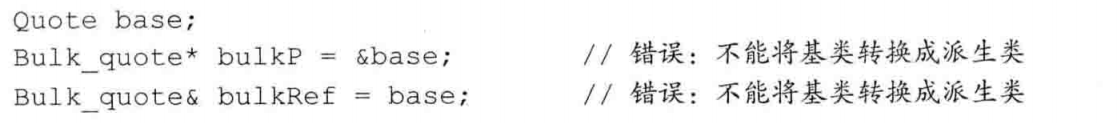 Quote base;
Bulk_quote* bulkP = &base; // 错误：不能将基类转换成派生类
Bulk_quote& bulkRef = base; // 错误：不能将基类转换成派生类